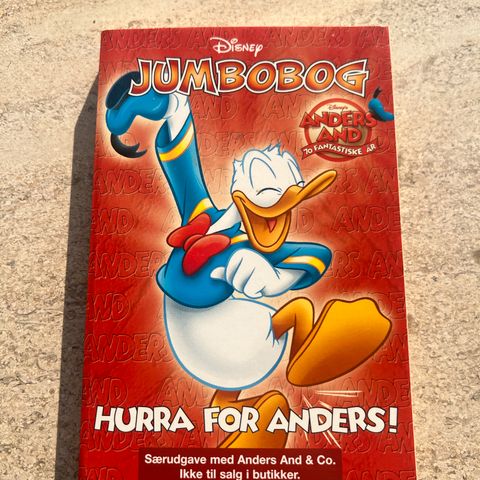 Disney
JUMBOBOG
Disney's
ANDERS
AND
70 FANTASTISKE ÅR
HURRA FOR ANDERS!
Særudgave med Anders And & Co.
Ikke til salg i butikker.